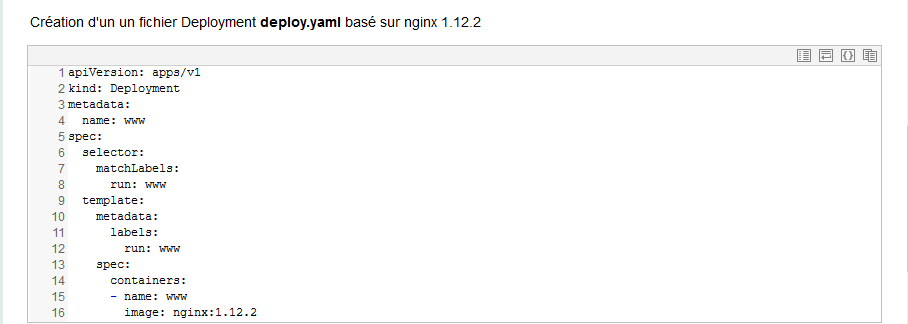 Création d'un un fichier Deployment deploy.yaml basé sur nginx 1.12.2
1 apiVersion: apps/v1
2 kind: Deployment
3 metadata:
4   name: www
5 spec:
6   selector:
7     matchLabels:
8       run: www
9   template:
10     metadata:
11       labels:
12         run: www
13     spec:
14       containers:
15       - name: www
16         image: nginx:1.12.2